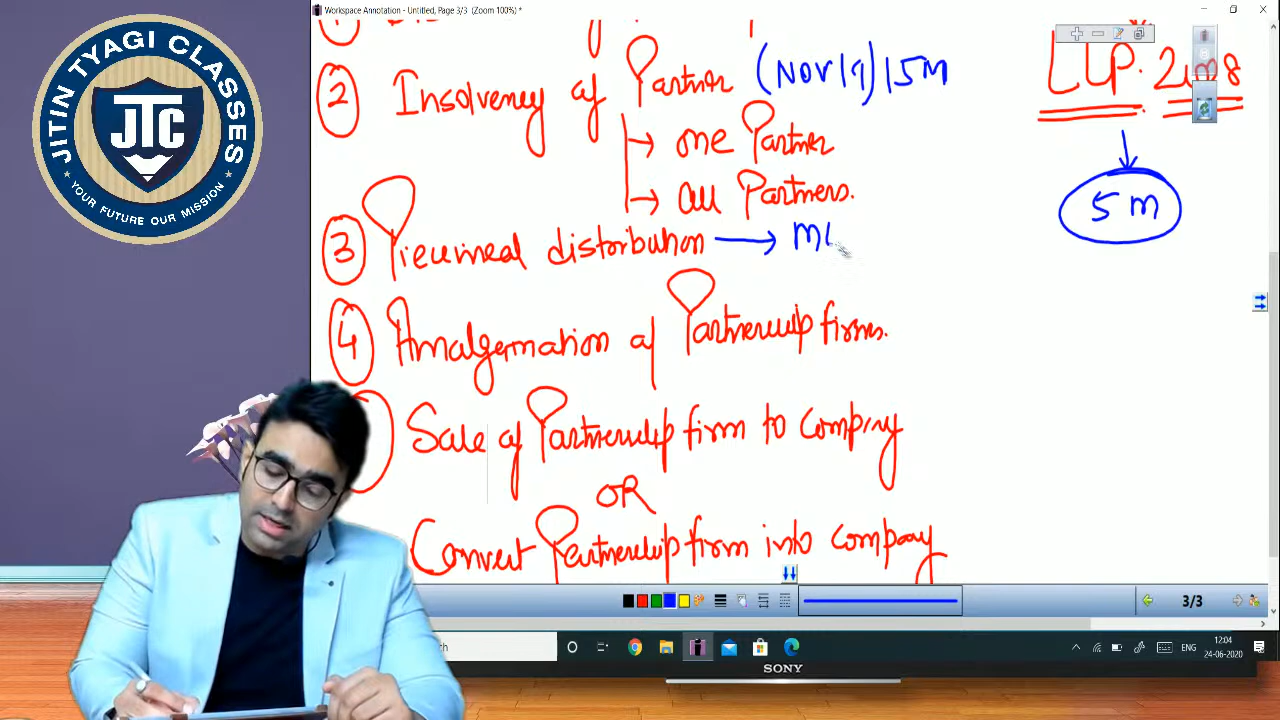 Workspace Annotation - Untitled, Page 3/3 (Zoom 100%) *
JITIN TYAGI CLASSES
JTC
"YOUR FUTURE OUR MISSION"
② Insolvency of Partner (Nov 19) 15M
→ one Partner
→ all Partners.
③ Piecemeal distribution → M
④ Amalgermation of Partnership firms.
Sale of Partnership firm to company
OR
Convert Partnership firm into company
LLP. 2008
5 M
3/3
rch
ENG
12:04
24-06-2020
SONY